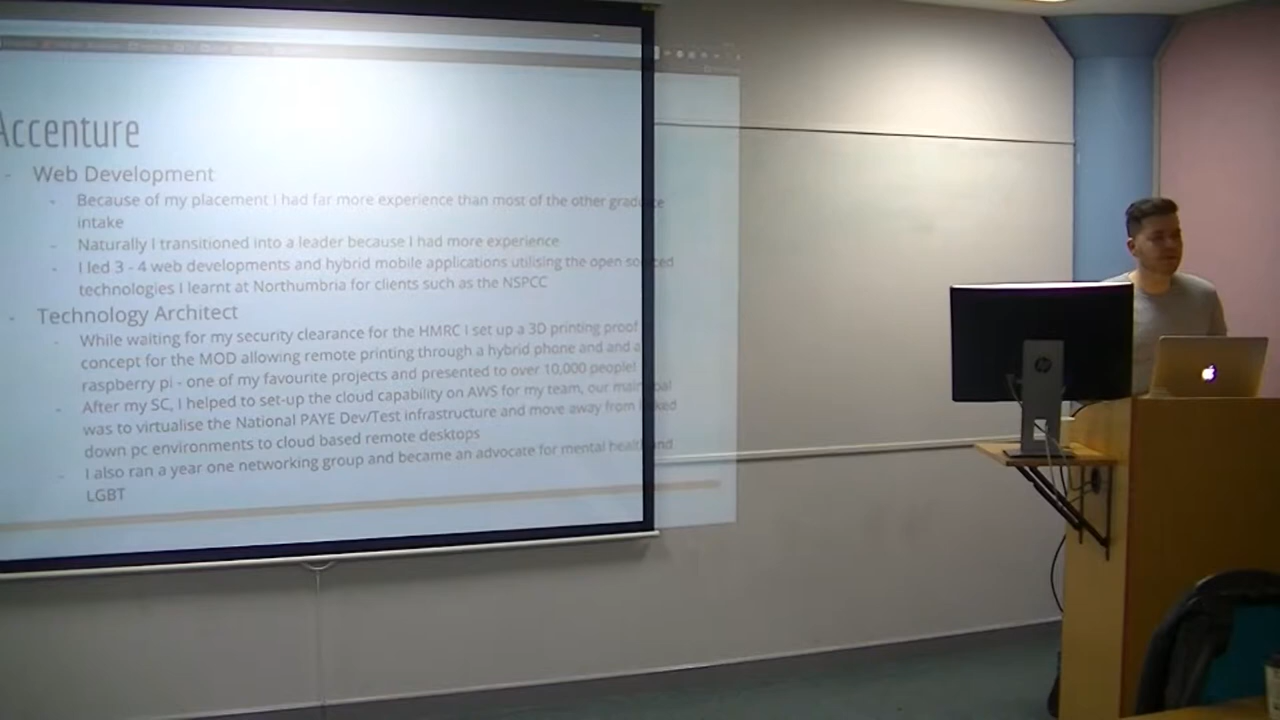 Accenture
- Web Development
- Because of my placement I had far more experience than most of the other graduate
intake
- Naturally I transitioned into a leader because I had more experience
- I led 3 - 4 web developments and hybrid mobile applications utilising the open sourced
technologies I learnt at Northumbria for clients such as the NSPCC
- Technology Architect
- While waiting for my security clearance for the HMRC I set up a 3D printing proof
concept for the MOD allowing remote printing through a hybrid phone and and a
raspberry pi - one of my favourite projects and presented to over 10,000 people!
- After my SC, I helped to set-up the cloud capability on AWS for my team, our main goal
was to virtualise the National PAYE Dev/Test infrastructure and move away from locked
down pc environments to cloud based remote desktops
- I also ran a year one networking group and became an advocate for mental health and
LGBT
hp